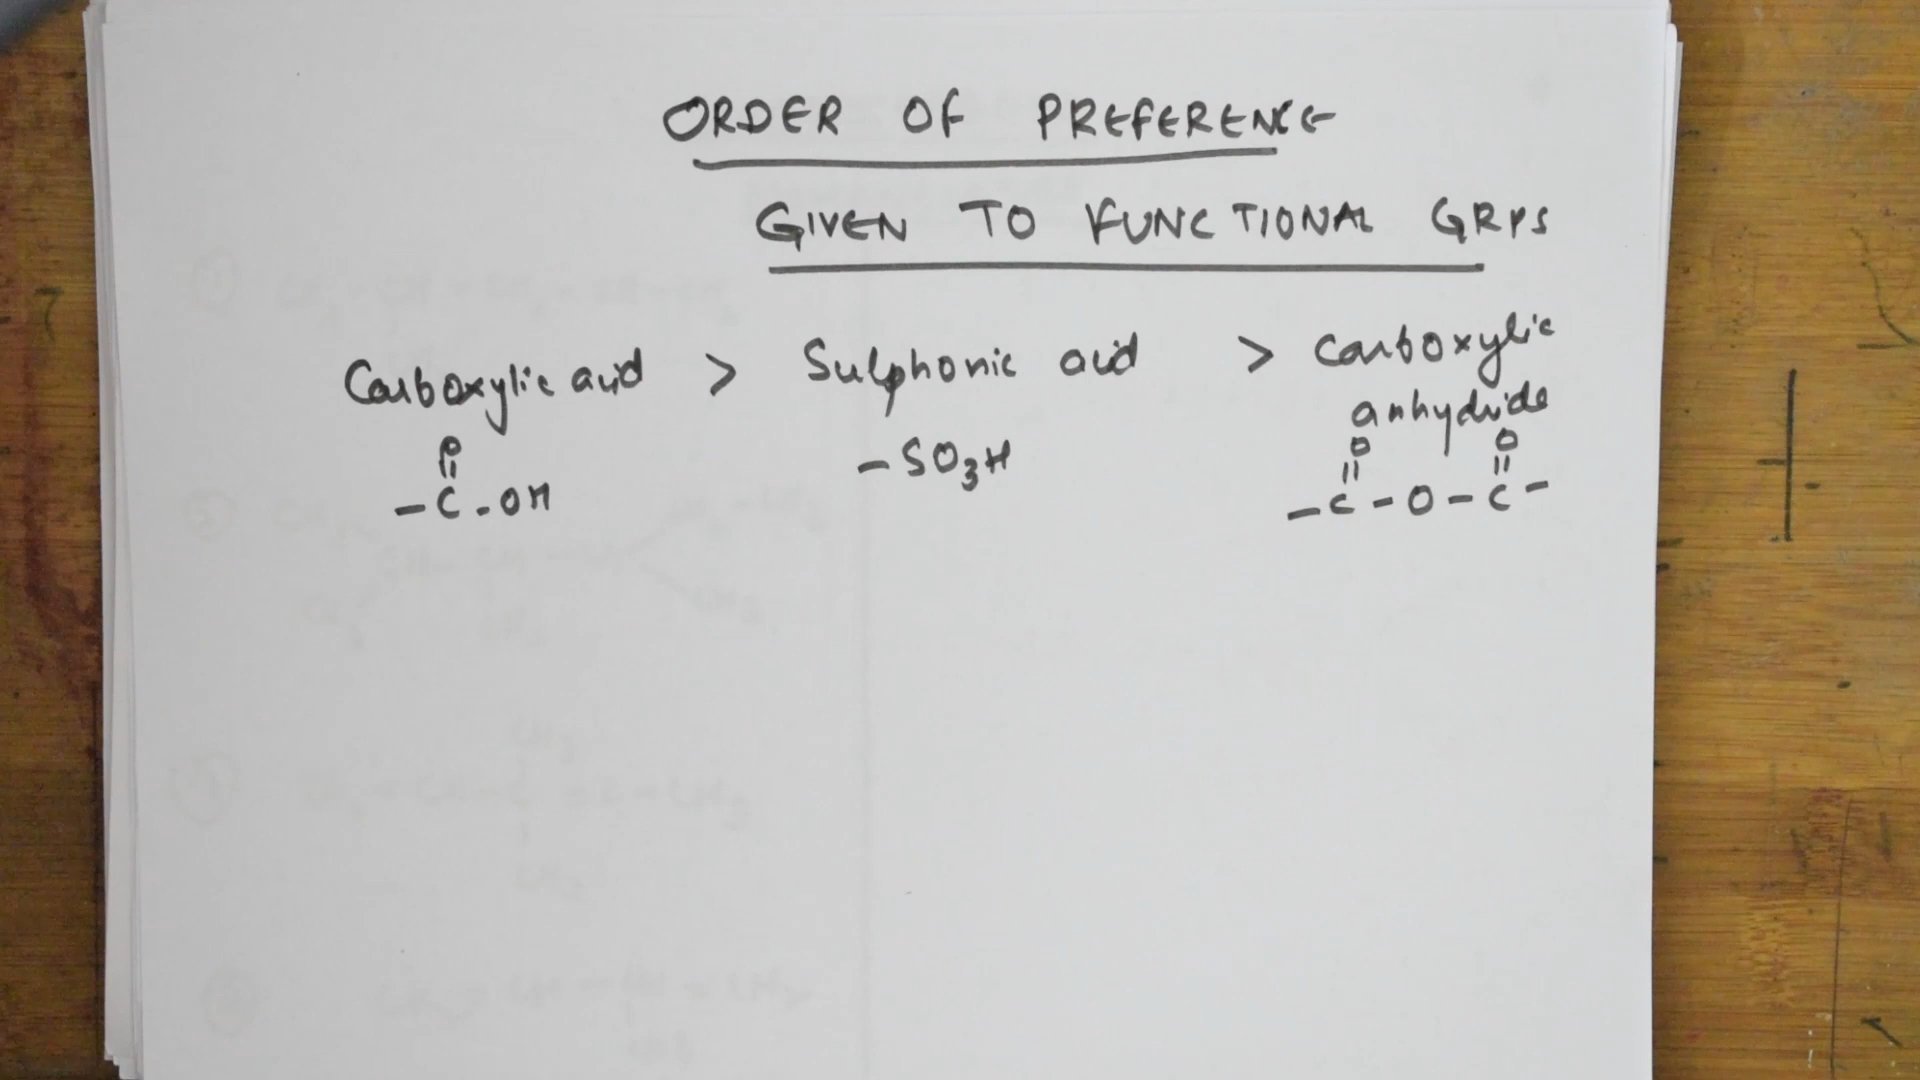 ORDER OF PREFERENCE
GIVEN TO FUNCTIONAL GRPS
Carboxylic acid > Sulphonic acid > Carboxylic
anhydride
O O O
|| || ||
-C-OH -SO3H -C-O-C-